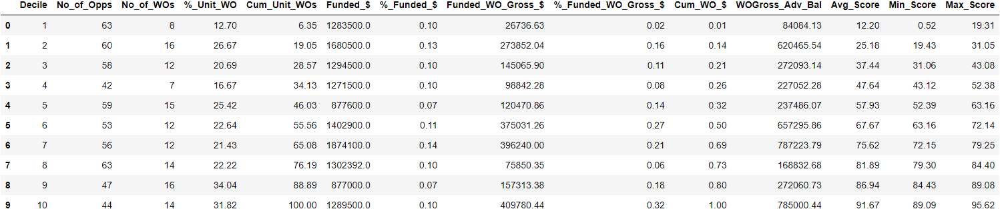 Decile No_of_Opps No_of_WOs %_Unit_WO Cum_Unit_WOs Funded_$ %_Funded_$ Funded_WO_Gross_$ %_Funded_WO_Gross_$ Cum_WO_$ WOGross_Adv_Bal Avg_Score Min_Score Max_Score
0 1 63 8 12.70 6.35 1283500.0 0.10 26736.63 0.02 0.01 84084.13 12.20 0.52 19.31
1 2 60 16 26.67 19.05 1680500.0 0.13 273852.04 0.16 0.14 620465.54 25.18 19.43 31.05
2 3 58 12 20.69 28.57 1294500.0 0.10 145065.90 0.11 0.21 272093.14 37.44 31.06 43.08
3 4 42 7 16.67 34.13 1271500.0 0.10 98842.28 0.08 0.26 227052.28 47.64 43.12 52.38
4 5 59 15 25.42 46.03 877600.0 0.07 120470.86 0.14 0.32 237486.07 57.93 52.39 63.16
5 6 53 12 22.64 55.56 1402900.0 0.11 375031.26 0.27 0.50 657295.86 67.67 63.16 72.14
6 7 56 12 21.43 65.08 1874100.0 0.14 396240.00 0.21 0.69 787223.79 75.62 72.15 79.25
7 8 63 14 22.22 76.19 1302392.0 0.10 75850.35 0.06 0.73 168832.68 81.89 79.30 84.40
8 9 47 16 34.04 88.89 877000.0 0.07 157313.38 0.18 0.80 272060.73 86.94 84.43 89.08
9 10 44 14 31.82 100.00 1289500.0 0.10 409780.44 0.32 1.00 785000.44 91.67 89.09 95.62